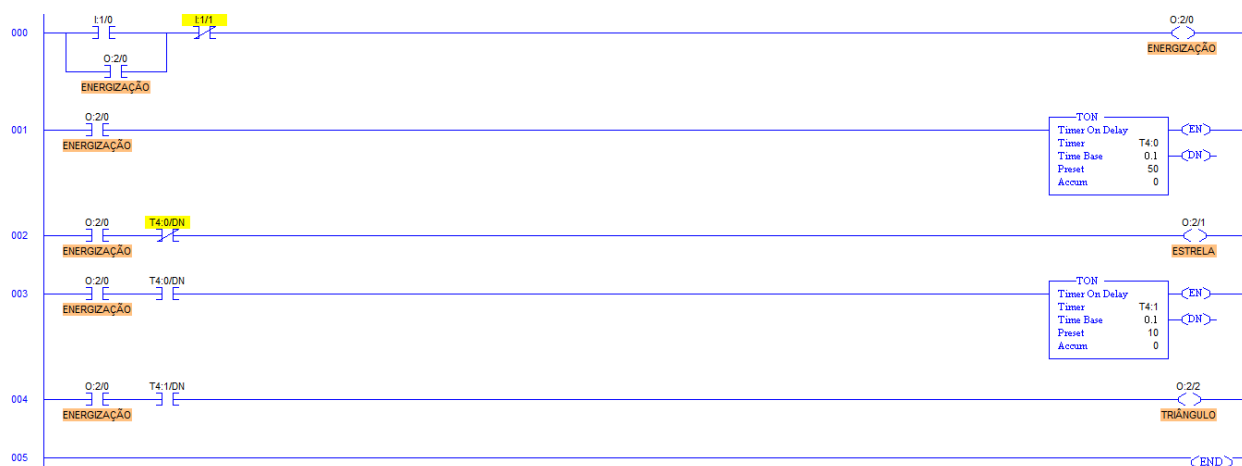 I:1/0 I:1/1 O:2/0
000
ENERGIZAÇÃO
O:2/0
ENERGIZAÇÃO
O:2/0
001
ENERGIZAÇÃO
TON
Timer On Delay
Timer T4:0
Time Base 0.1
Preset 50
Accum 0
EN
DN
O:2/0 T4:0/DN O:2/1
002
ENERGIZAÇÃO ESTRELA
O:2/0 T4:0/DN
003
ENERGIZAÇÃO
TON
Timer On Delay
Timer T4:1
Time Base 0.1
Preset 10
Accum 0
EN
DN
O:2/0 T4:1/DN O:2/2
004
ENERGIZAÇÃO TRIÂNGULO
005
END